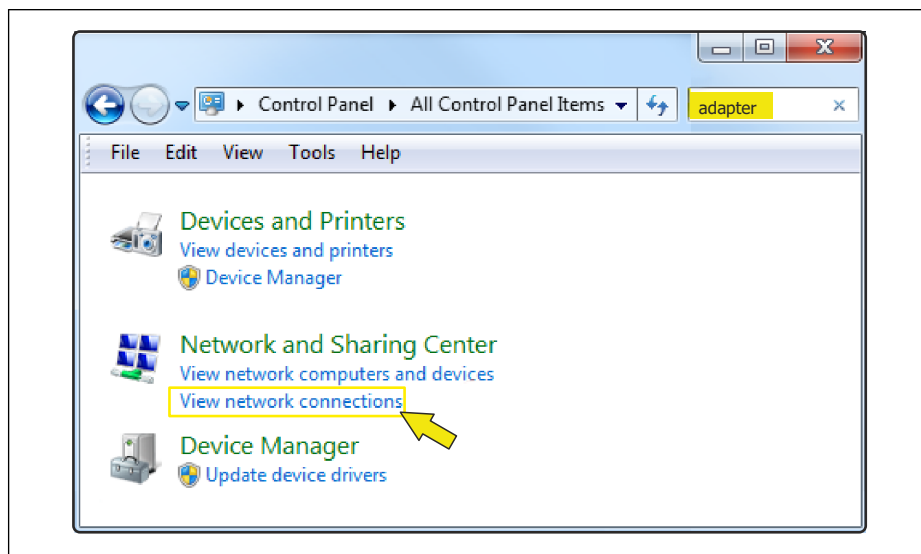 Control Panel All Control Panel Items adapter
File Edit View Tools Help
Devices and Printers
View devices and printers
Device Manager
Network and Sharing Center
View network computers and devices
View network connections
Device Manager
Update device drivers